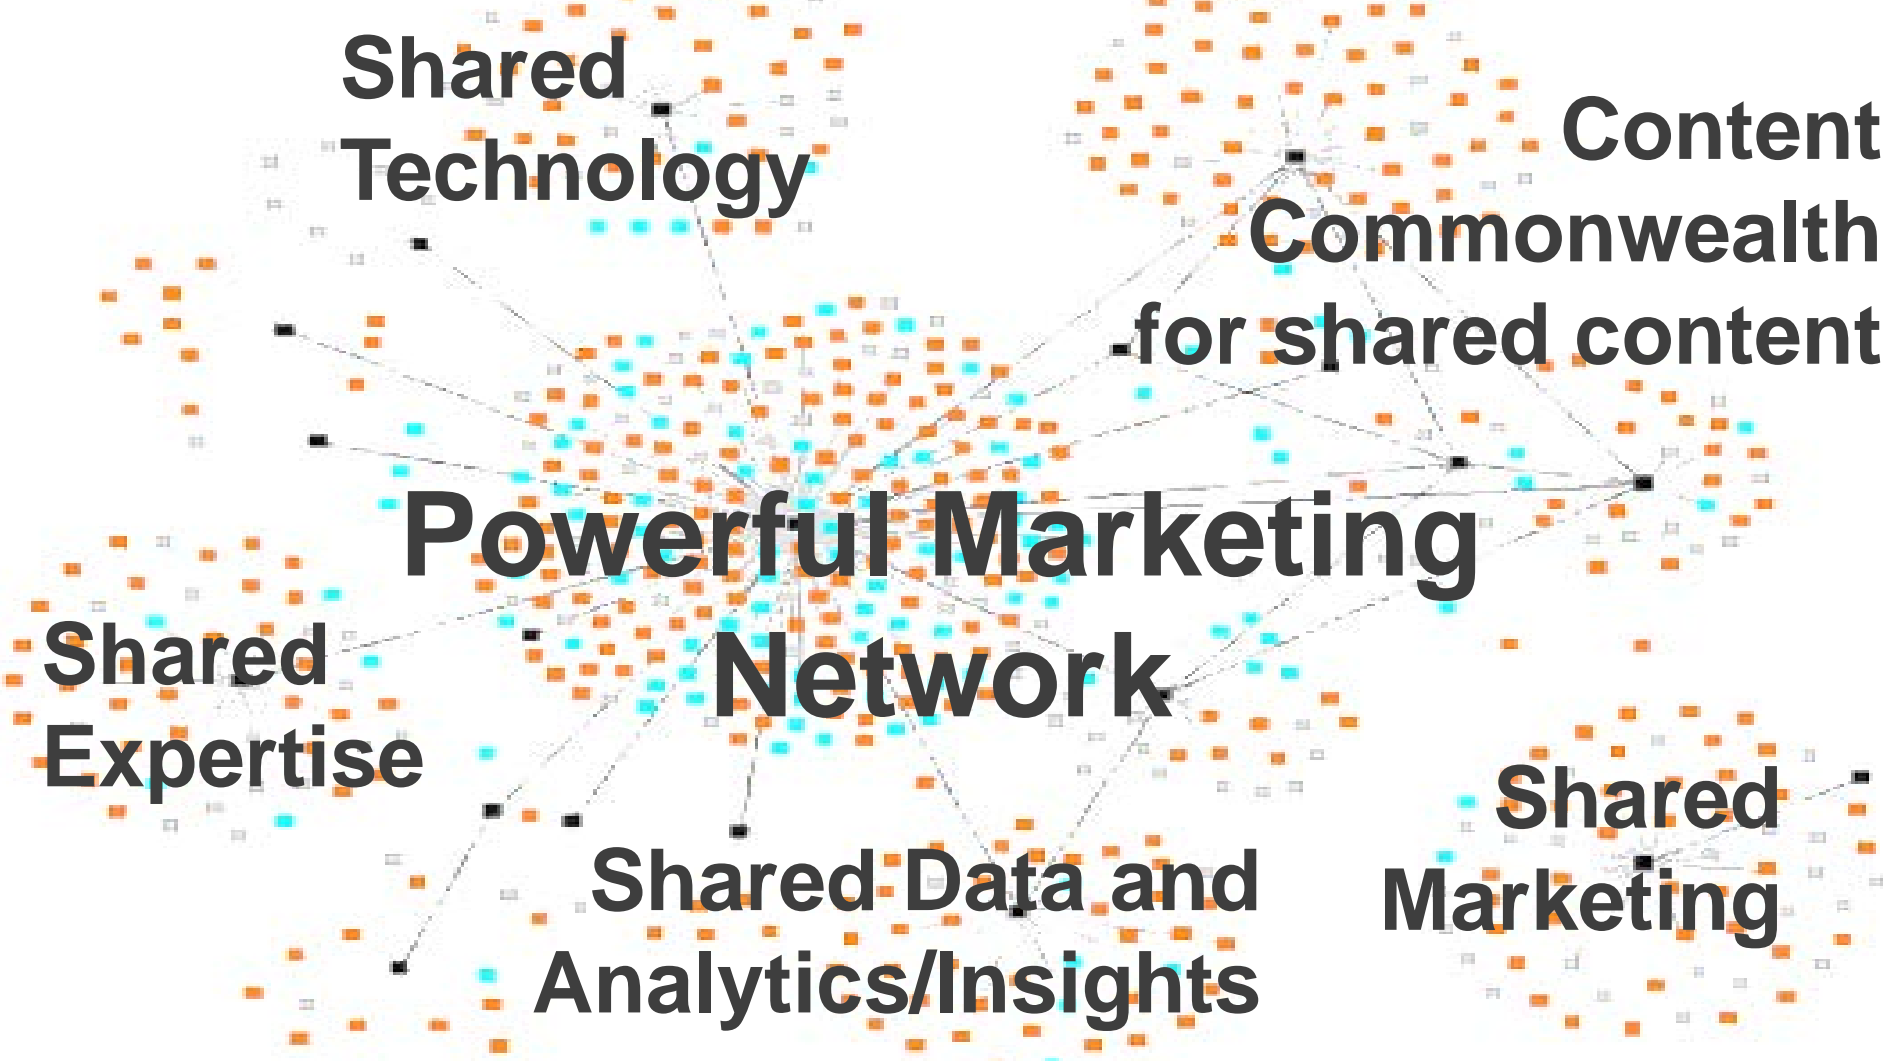 Shared
Technology
Content
Commonwealth
for shared content
Powerful Marketing
Network
Shared
Expertise
Shared Data and
Analytics/Insights
Shared
Marketing